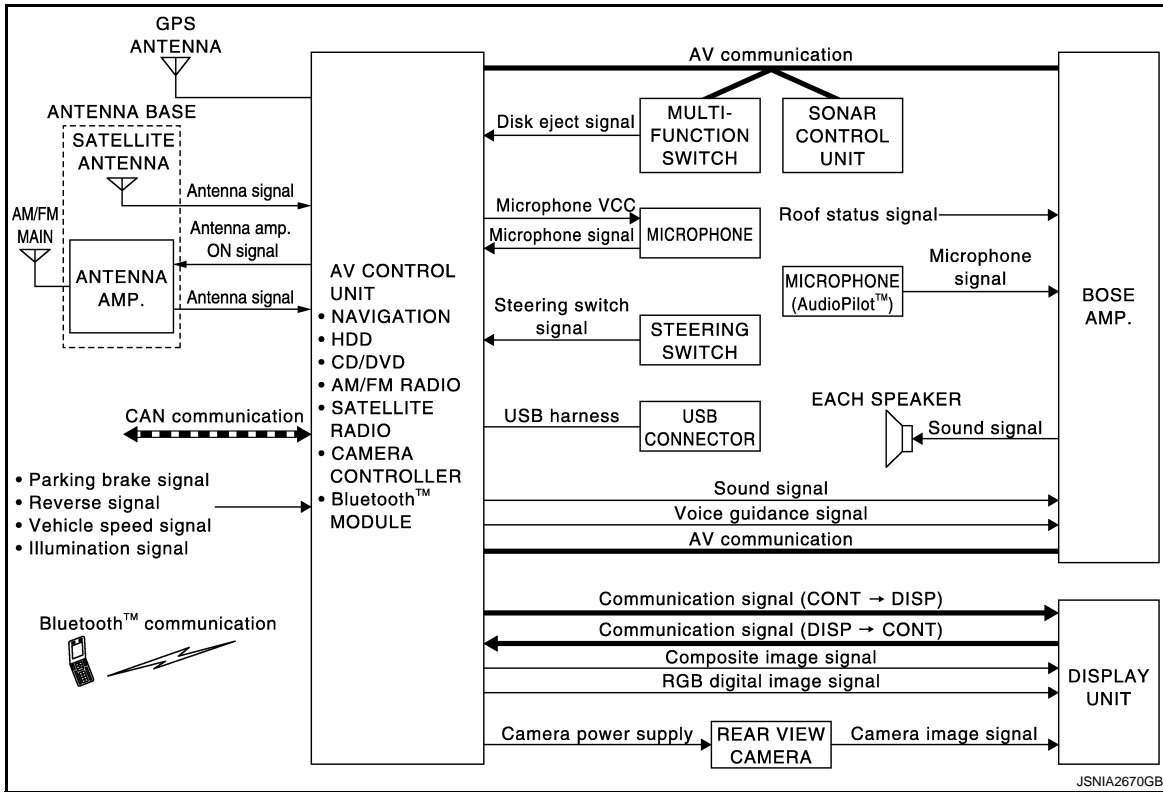 GPS
ANTENNA
ANTENNA BASE
SATELLITE
ANTENNA
Antenna signal
AM/FM
MAIN
Antenna amp.
ON signal
ANTENNA
AMP.
Antenna signal
CAN communication
• Parking brake signal
• Reverse signal
• Vehicle speed signal
• Illumination signal
Bluetooth™ communication
AV CONTROL
UNIT
• NAVIGATION
• HDD
• CD/DVD
• AM/FM RADIO
• SATELLITE
RADIO
• CAMERA
CONTROLLER
• Bluetooth™
MODULE
AV communication
Disk eject signal
MULTI-
FUNCTION
SWITCH
SONAR
CONTROL
UNIT
Microphone VCC
Microphone signal
MICROPHONE
Roof status signal
MICROPHONE
(AudioPilot™)
Microphone
signal
Steering switch
signal
STEERING
SWITCH
USB harness
USB
CONNECTOR
EACH SPEAKER
Sound signal
Sound signal
Voice guidance signal
AV communication
BOSE
AMP.
Communication signal (CONT → DISP)
Communication signal (DISP → CONT)
Composite image signal
RGB digital image signal
Camera power supply
REAR VIEW
CAMERA
Camera image signal
DISPLAY
UNIT
JSNIA2670GB